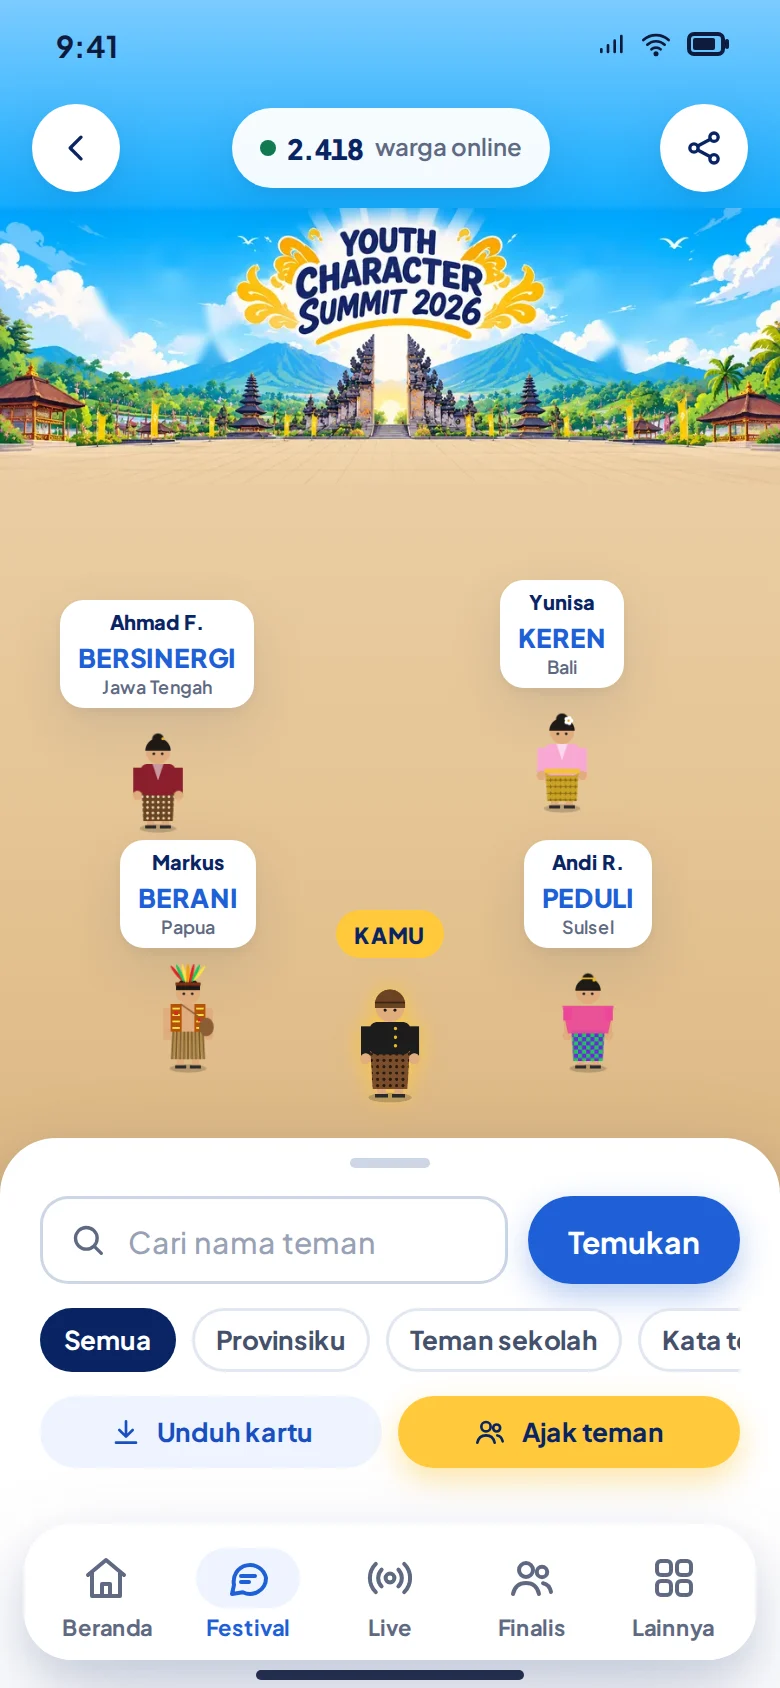 9:41
2.418 warga online
YOUTH
CHARACTER
SUMMIT 2026
Ahmad F.
BERSINERGI
Jawa Tengah
Yunisa
KEREN
Bali
Markus
BERANI
Papua
KAMU
Andi R.
PEDULI
Sulsel
Cari nama teman
Temukan
Semua
Provinsiku
Teman sekolah
Kata
Unduh kartu
Ajak teman
Beranda
Festival
Live
Finalis
Lainnya